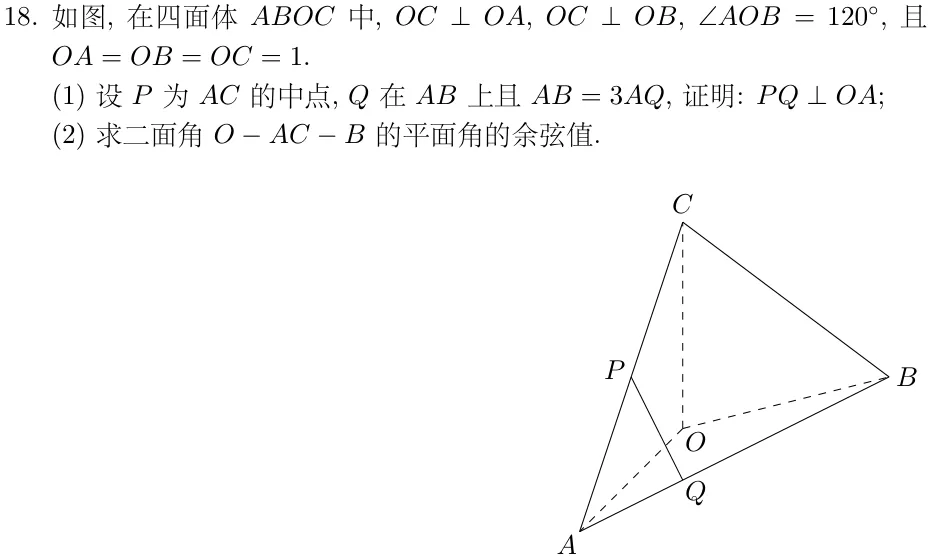 18. 如图, 在四面体 ABOC 中, OC ⊥ OA, OC ⊥ OB, ∠AOB = 120°, 且
OA = OB = OC = 1.
(1) 设 P 为 AC 的中点, Q 在 AB 上且 AB = 3AQ, 证明: PQ ⊥ OA;
(2) 求二面角 O − AC − B 的平面角的余弦值.
C
P
B
O
Q
A